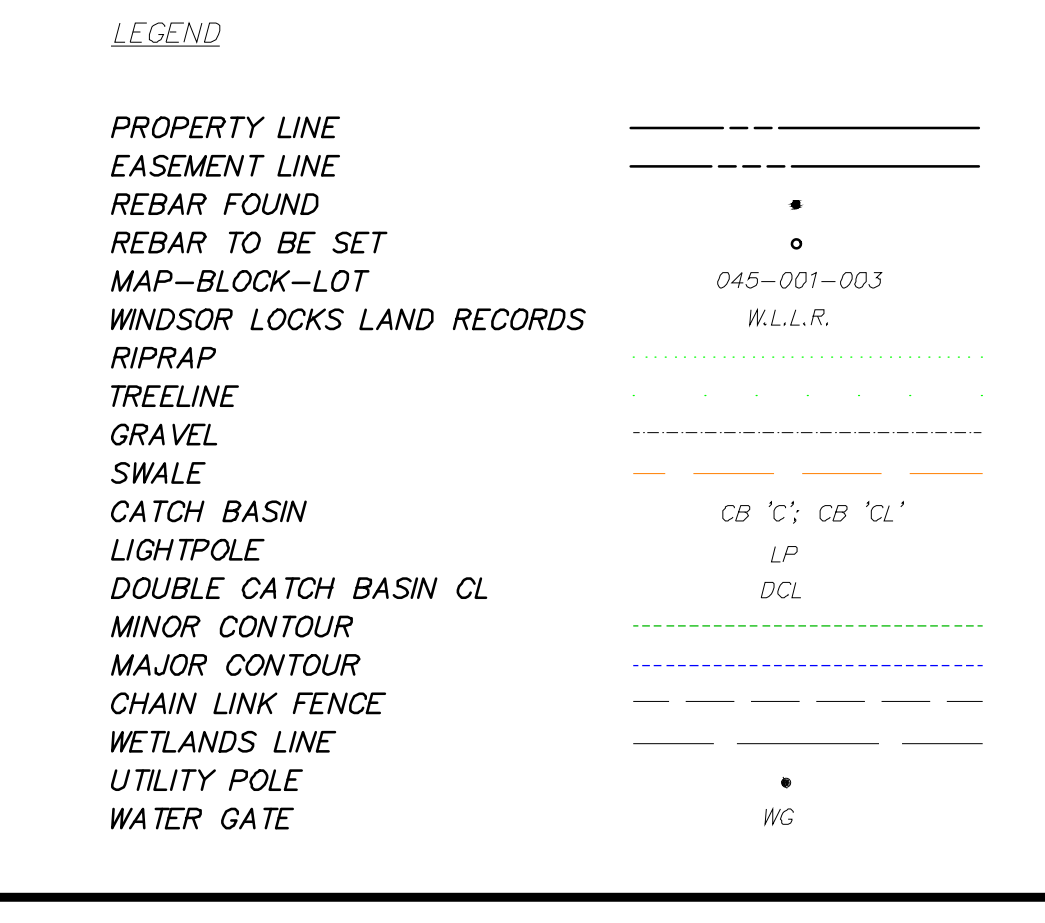 LEGEND
PROPERTY LINE
EASEMENT LINE
REBAR FOUND
REBAR TO BE SET
MAP-BLOCK-LOT 045-001-003
WINDSOR LOCKS LAND RECORDS W.L.L.R.
RIPRAP
TREELINE
GRAVEL
SWALE
CATCH BASIN CB 'C'; CB 'CL'
LIGHTPOLE LP
DOUBLE CATCH BASIN CL DCL
MINOR CONTOUR
MAJOR CONTOUR
CHAIN LINK FENCE
WETLANDS LINE
UTILITY POLE
WATER GATE WG